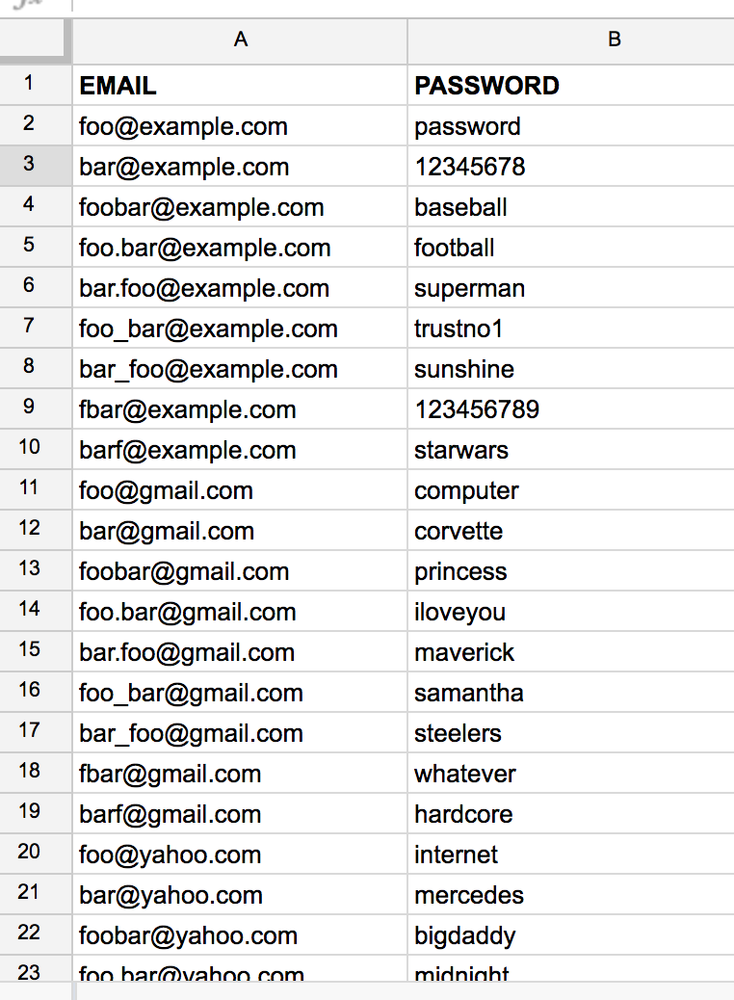 A B
1 EMAIL PASSWORD
2 foo@example.com password
3 bar@example.com 12345678
4 foobar@example.com baseball
5 foo.bar@example.com football
6 bar.foo@example.com superman
7 foo_bar@example.com trustno1
8 bar_foo@example.com sunshine
9 fbar@example.com 123456789
10 barf@example.com starwars
11 foo@gmail.com computer
12 bar@gmail.com corvette
13 foobar@gmail.com princess
14 foo.bar@gmail.com iloveyou
15 bar.foo@gmail.com maverick
16 foo_bar@gmail.com samantha
17 bar_foo@gmail.com steelers
18 fbar@gmail.com whatever
19 barf@gmail.com hardcore
20 foo@yahoo.com internet
21 bar@yahoo.com mercedes
22 foobar@yahoo.com bigdaddy
23 foo.bar@yahoo.com midnight